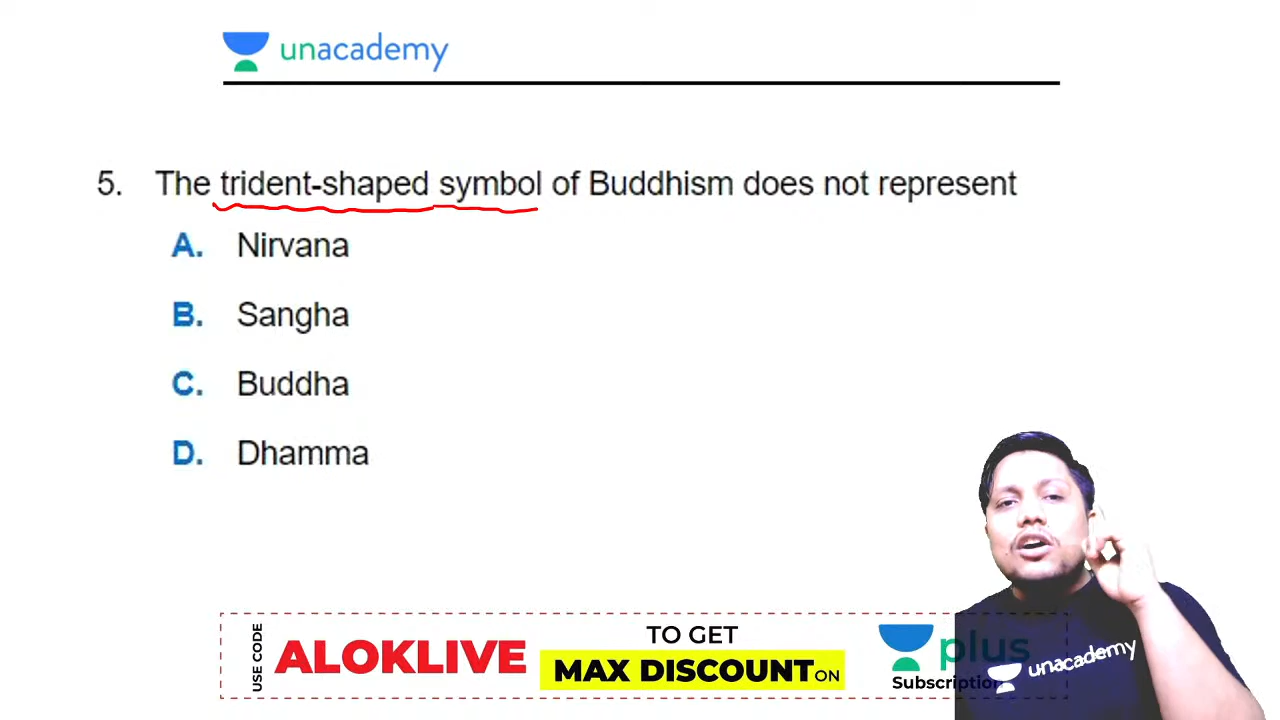 unacademy
5. The trident-shaped symbol of Buddhism does not represent
A. Nirvana
B. Sangha
C. Buddha
D. Dhamma
USE CODE
ALOKLIVE
TO GET
MAX DISCOUNT ON
plus
Subscription
unacademy